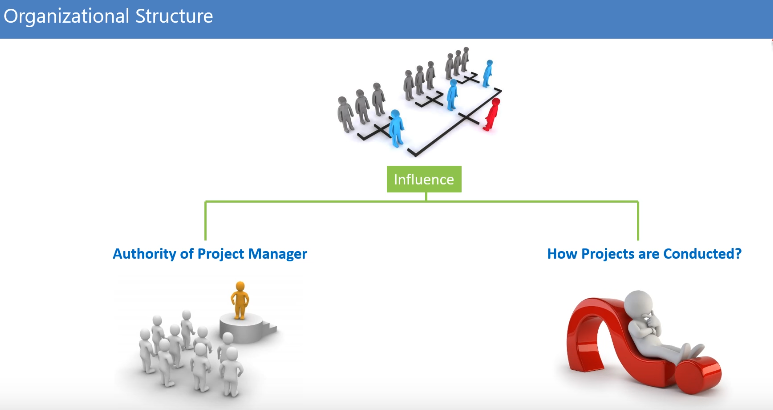 Organizational Structure
Influence
Authority of Project Manager
How Projects are Conducted?